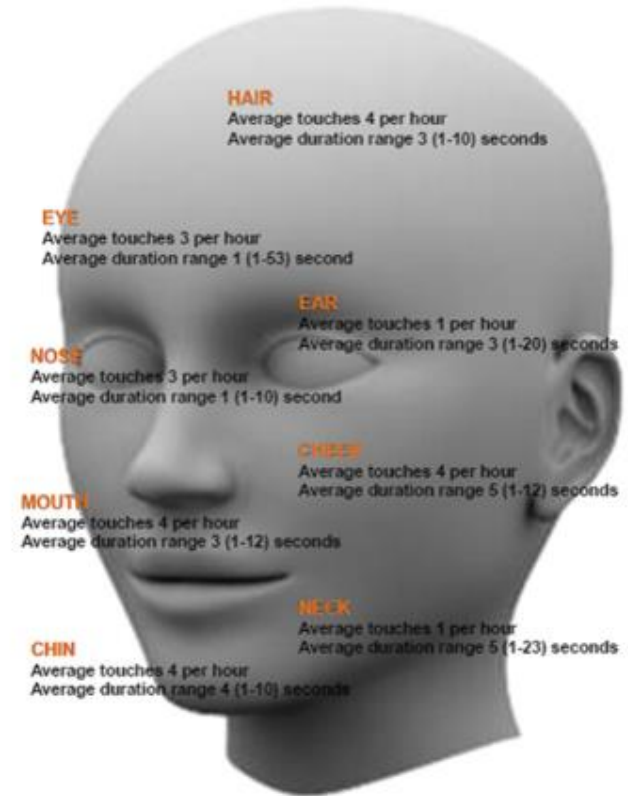 HAIR
Average touches 4 per hour
Average duration range 3 (1-10) seconds
EYE
Average touches 3 per hour
Average duration range 1 (1-53) second
EAR
Average touches 1 per hour
Average duration range 3 (1-20) seconds
NOSE
Average touches 3 per hour
Average duration range 1 (1-10) second
CHEEK
Average touches 4 per hour
Average duration range 5 (1-12) seconds
MOUTH
Average touches 4 per hour
Average duration range 3 (1-12) seconds
NECK
Average touches 1 per hour
Average duration range 5 (1-23) seconds
CHIN
Average touches 4 per hour
Average duration range 4 (1-10) seconds